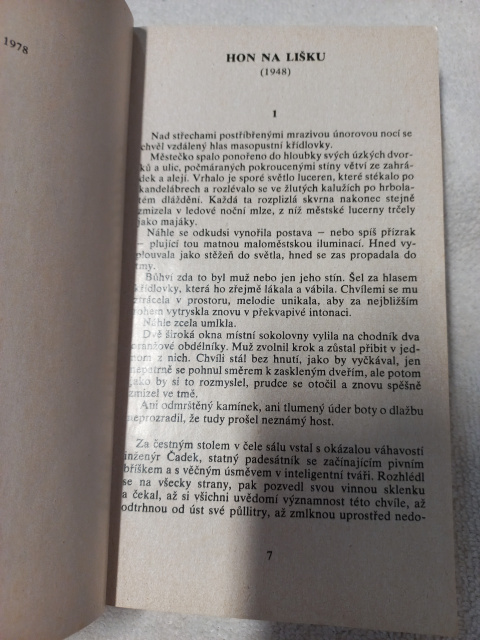 1978
HON NA LIŠKU
(1948)
1
Nad střechami postříbřenými mrazivou únorovou nocí se
chvěl vzdálený hlas masopustní křídlovky.
Městečko spalo ponořeno do hloubky svých úzkých dvor-
ků a ulic, počmáraných pokroucenými stíny větví ze zahrá-
dek a alejí. Vrhalo je sporé světlo luceren, které stékalo po
kandelábrech a rozlévalo se ve žlutých kalužích po hrbola-
tém dláždění. Každá ta rozplizlá skvrna nakonec stejně
zmizela v ledové noční mlze, z níž městské lucerny trčely
jako majáky.
Náhle se odkudsi vynořila postava – nebo spíš přízrak
– plující tou matnou maloměstskou iluminací. Hned vy-
plouvala jako stěžeň do světla, hned se zas propadala do
tmy.
Bůhví zda to byl muž nebo jen jeho stín. Šel za hlasem
křídlovky, která ho zřejmě lákala a vábila. Chvílemi se mu
ztrácela v prostoru, melodie unikala, aby za nejbližším
rohem vytryskla znovu v překvapivé intonaci.
Náhle zcela umlkla.
Dvě široká okna místní sokolovny vylila na chodník dva
oranžové obdélníky. Muž zvolnil krok a zůstal přibit v jed-
nom z nich. Chvíli stál bez hnutí, jako by vyčkával, jen
nepatrně se pohnul směrem k zaskleným dveřím, ale potom
jako by si to rozmyslel, prudce se otočil a znovu spěšně
zmizel ve tmě.
Ani odmrštěný kamínek, ani tlumený úder boty o dlažbu
neprozradil, že tudy prošel neznámý host.
Za čestným stolem v čele sálu vstal s okázalou váhavostí
inženýr Čadek, statný padesátník se začínajícím pivním
bříškem a s věčným úsměvem v inteligentní tváři. Rozhlédl
se na všecky strany, pak pozvedl svou vinnou sklenku
a čekal, až si všichni uvědomí významnost této chvíle, až
odtrhnou od úst své půllitry, až zmlknou uprostřed nedo-
7